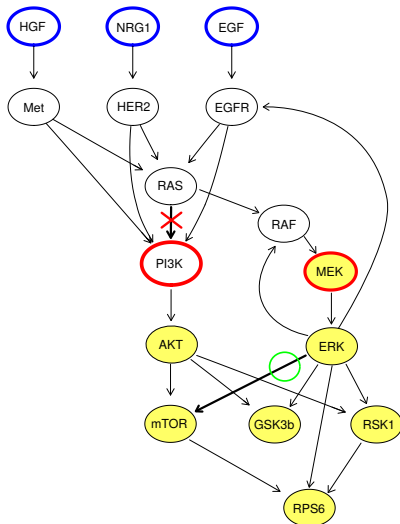 HGF
NRG1
EGF
Met
HER2
EGFR
RAS
RAF
PI3K
MEK
AKT
ERK
mTOR
GSK3b
RSK1
RPS6